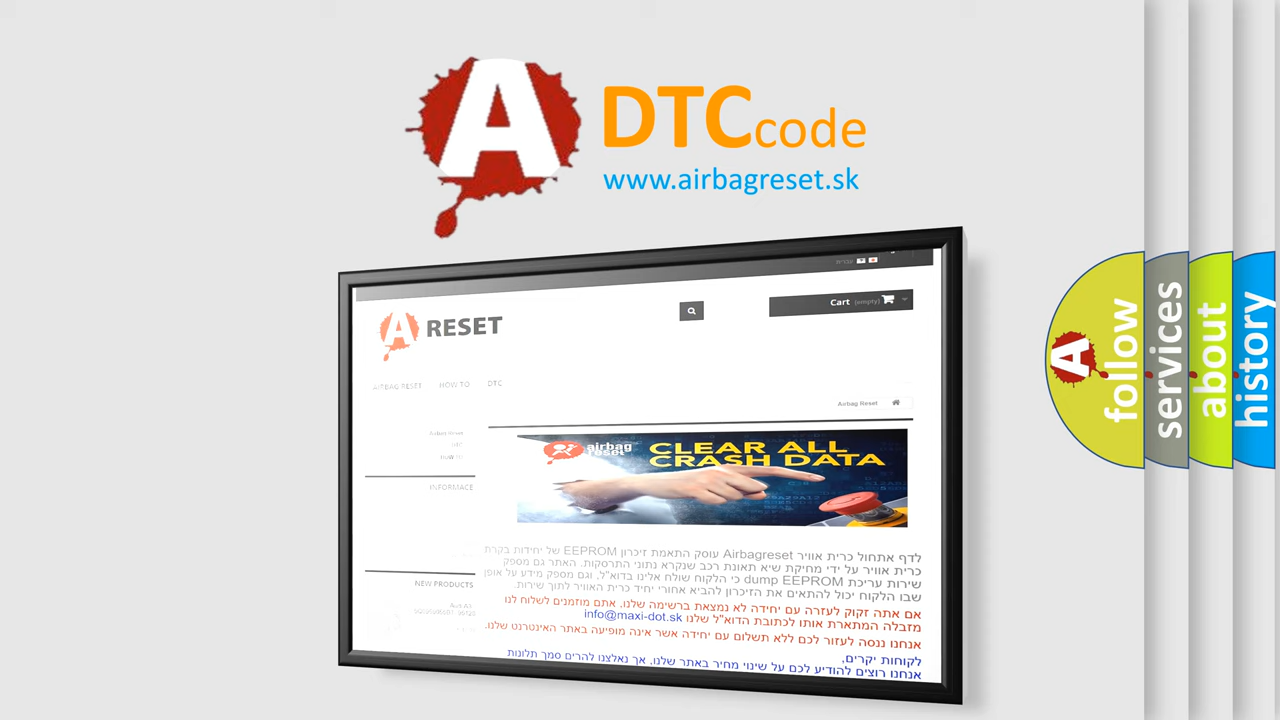 A
DTC code
www.airbagreset.sk
Cart (empty)
A RESET
AIRBAG RESET HOW TO DTC
Airbag Reset
INFORMACE
NEW PRODUCTS
airbag reset
CLEAR ALL
CRASH DATA
לדף אתחול כרית אוויר Airbagreset עוסק התאמת זיכרון EEPROM של יחידות בקרת
כרית אוויר על ידי מחיקת שיא תאונת רכב שנקרא נתוני התרסקות. האתר גם מספק
שירות עריכת dump EEPROM כי הלקוח שולח אלינו בדוא"ל, וגם מספק מידע על אופן
שבו הלקוח יכול להתאים את הזיכרון להביא אחורי יחיד כרית האוויר לתוך שירות.
אם אתה זקוק לעזרה עם יחידה לא נמצאת ברשימה שלנו, אתם מוזמנים לשלוח לנו
מזבלה המתארת אותו לכתובת הדוא"ל שלנו info@maxi-dot.sk
אנחנו ננסה לעזור לכם ללא תשלום עם יחידה אשר אינה מופיעה באתר האינטרנט שלנו.
לקוחות יקרים,
אנחנו רוצים להודיע לכם על שינוי מחיר באתר שלנו, אך נאלצנו להרים סמך תלונות
follow
services
about
history